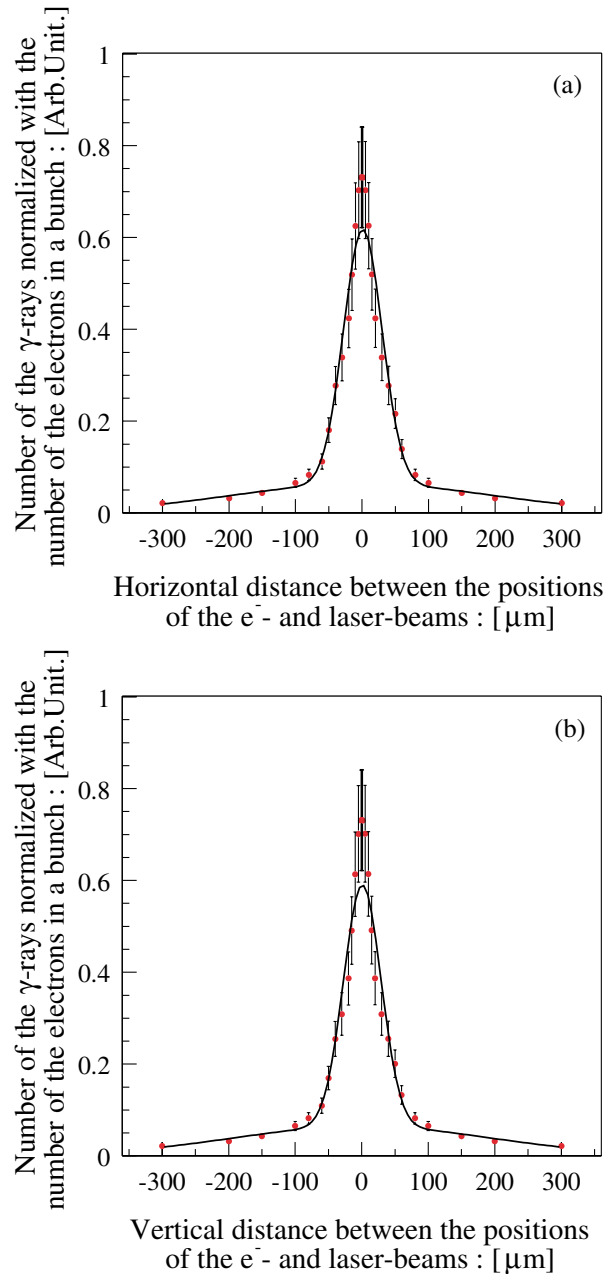 Number of the γ-rays normalized with the
number of the electrons in a bunch : [Arb.Unit.]
1
0.8
0.6
0.4
0.2
0
(a)
-300 -200 -100 0 100 200 300
Horizontal distance between the positions
of the e⁻- and laser-beams : [μm]
Number of the γ-rays normalized with the
number of the electrons in a bunch : [Arb.Unit.]
1
0.8
0.6
0.4
0.2
0
(b)
-300 -200 -100 0 100 200 300
Vertical distance between the positions
of the e⁻- and laser-beams : [μm]